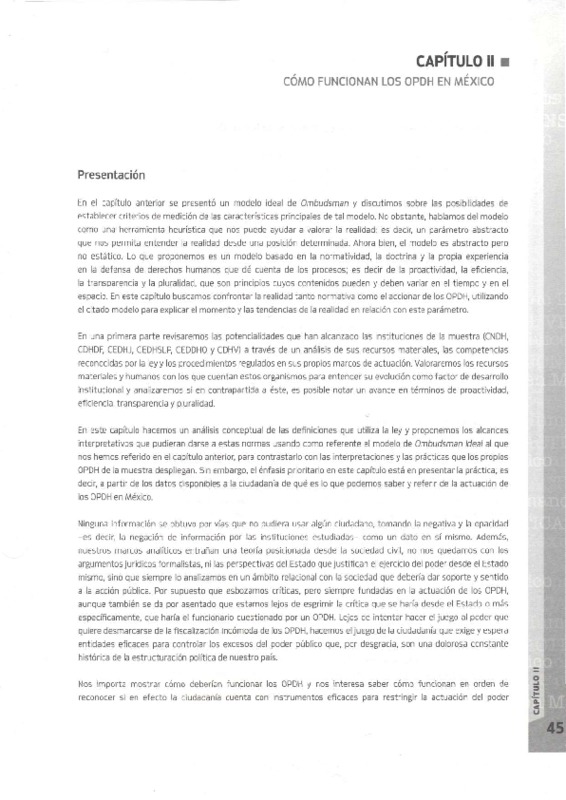 CAPÍTULO II
CÓMO FUNCIONAN LOS OPDH EN MÉXICO
Presentación
En el capítulo anterior se presentó un modelo ideal de Ombudsman y discutimos sobre las posibilidades de
establecer criterios de medición de las características principales de tal modelo. No obstante, hablamos del modelo
como una herramienta heurística que nos puede ayudar a valorar la realidad; es decir, un parámetro abstracto
que nos permita entender la realidad desde una posición determinada. Ahora bien, el modelo es abstracto pero
no estático. Lo que proponemos es un modelo basado en la normatividad, la doctrina y la propia experiencia
en la defensa de derechos humanos que dé cuenta de los procesos; es decir de la proactividad, la eficiencia,
la transparencia y la pluralidad, que son principios cuyos contenidos pueden y deben variar en el tiempo y en el
espacio. En este capítulo buscamos confrontar la realidad tanto normativa como el accionar de los OPDH, utilizando
el citado modelo para explicar el momento y las tendencias de la realidad en relación con este parámetro.
En una primera parte revisaremos las potencialidades que han alcanzado las instituciones de la muestra (CNDH,
CDHDF, CEDHJ, CEDHSLP, CEDDHO y CDHV) a través de un análisis de sus recursos materiales, las competencias
reconocidas por la ley y los procedimientos regulados en sus propios marcos de actuación. Valoraremos los recursos
materiales y humanos con los que cuentan estos organismos para entender su evolución como factor de desarrollo
institucional y analizaremos si en contrapartida a éste, es posible notar un avance en términos de proactividad,
eficiencia, transparencia y pluralidad.
En este capítulo hacemos un análisis conceptual de las definiciones que utiliza la ley y proponemos los alcances
interpretativos que pudieran darse a estas normas usando como referente el modelo de Ombudsman ideal al que
nos hemos referido en el capítulo anterior, para contrastarlo con las interpretaciones y las prácticas que los propios
OPDH de la muestra despliegan. Sin embargo, el énfasis prioritario en este capítulo está en presentar la práctica, es
decir, a partir de los datos disponibles a la ciudadanía de qué es lo que podemos saber y referir de la actuación de
los OPDH en México.
Ninguna información se obtuvo por vías que no pudiera usar algún ciudadano, tomando la negativa y la opacidad
–es decir, la negación de información por las instituciones estudiadas– como un dato en sí mismo. Además,
nuestros marcos analíticos entrañan una teoría posicionada desde la sociedad civil, no nos quedamos con los
argumentos jurídicos formalistas, ni las perspectivas del Estado que justifican el ejercicio del poder desde el Estado
mismo, sino que siempre lo analizamos en un ámbito relacional con la sociedad que debería dar soporte y sentido
a la acción pública. Por supuesto que esbozamos críticas, pero siempre fundadas en la actuación de los OPDH,
aunque también se da por asentado que estamos lejos de esgrimir la crítica que se haría desde el Estado o más
específicamente, que haría el funcionario cuestionado por un OPDH. Lejos de intentar hacer el juego al poder que
quiere desmarcarse de la fiscalización incómoda de los OPDH, hacemos el juego de la ciudadanía que exige y espera
entidades eficaces para controlar los excesos del poder público que, por desgracia, son una dolorosa constante
histórica de la estructuración política de nuestro país.
Nos importa mostrar cómo deberían funcionar los OPDH y nos interesa saber cómo funcionan en orden de
reconocer si en efecto la ciudadanía cuenta con instrumentos eficaces para restringir la actuación del poder
CAPÍTULO II
45